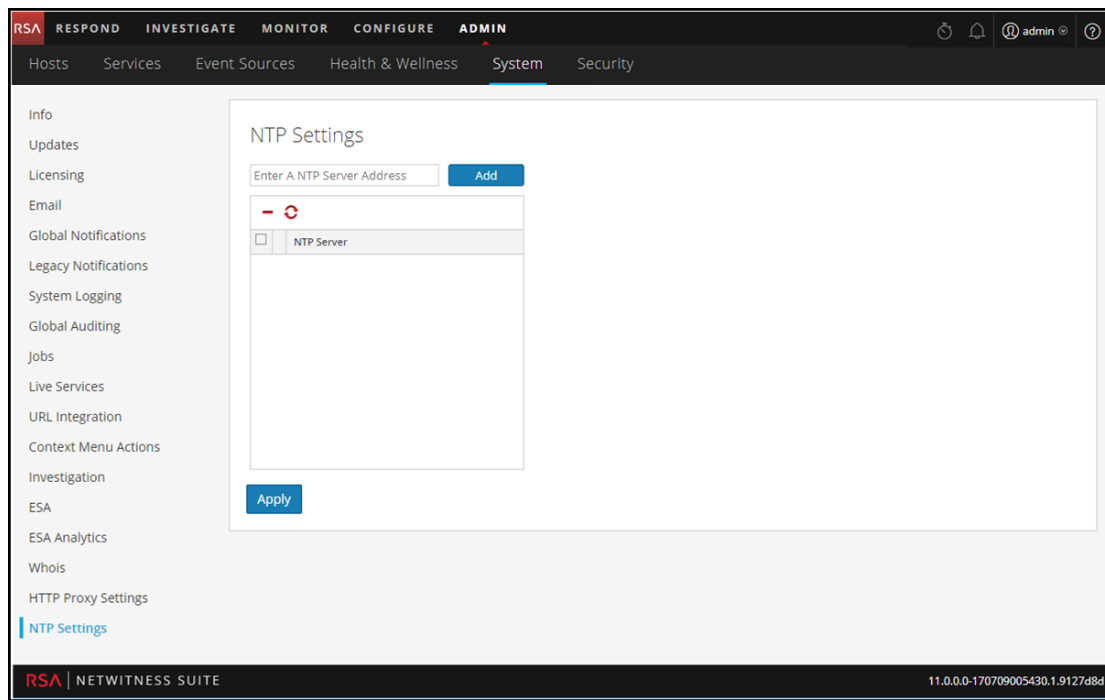 RSA RESPOND INVESTIGATE MONITOR CONFIGURE ADMIN admin ?
Hosts Services Event Sources Health & Wellness System Security
Info
Updates
Licensing
Email
Global Notifications
Legacy Notifications
System Logging
Global Auditing
Jobs
Live Services
URL Integration
Context Menu Actions
Investigation
ESA
ESA Analytics
Whois
HTTP Proxy Settings
NTP Settings
NTP Settings
Enter A NTP Server Address Add
NTP Server
Apply
RSA NETWITNESS SUITE 11.0.0.0-170709005430.1.9127d8d